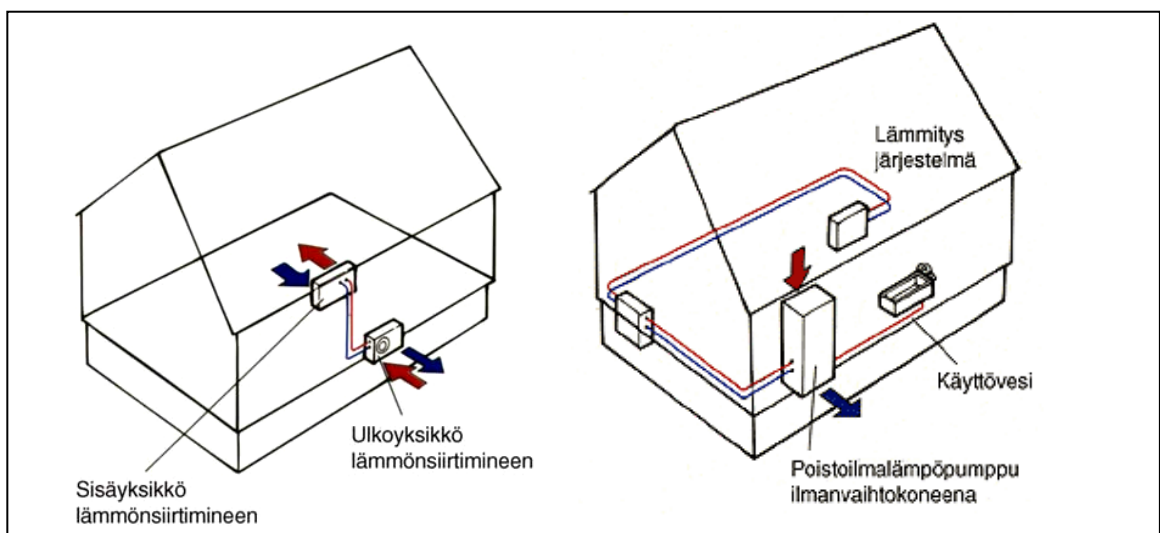 Sisäyksikkö
lämmönsiirtimineen
Ulkoyksikkö
lämmönsiirtimineen
Lämmitys
järjestelmä
Käyttövesi
Poistoilmalämpöpumppu
ilmanvaihtokoneena